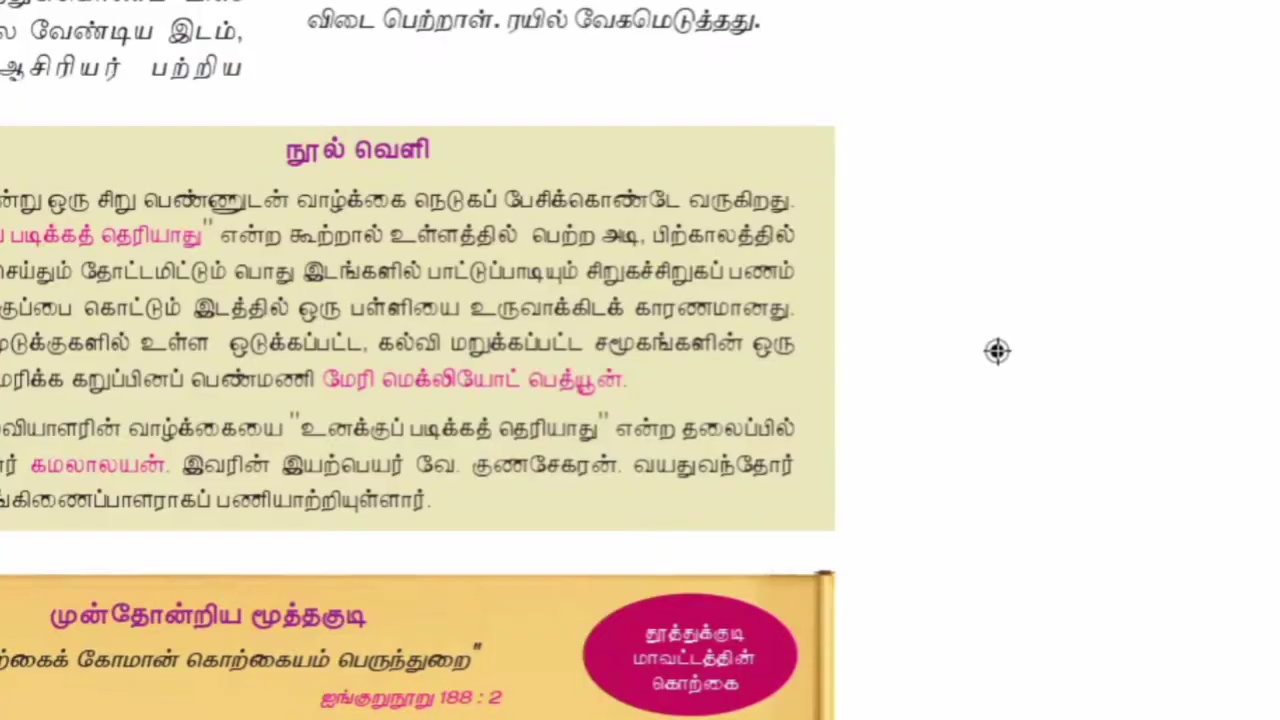 வேண்டிய இடம்,
ஆசிரியர் பற்றிய
விடை பெற்றாள். ரயில் வேகமெடுத்தது.
நூல் வெளி
ஒரு சிறு பெண்ணுடன் வாழ்க்கை நெடுகப் பேசிக்கொண்டே வருகிறது.
படிக்கத் தெரியாது" என்ற கூற்றால் உள்ளத்தில் பெற்ற அடி, பிற்காலத்தில்
செய்தும் தோட்டமிட்டும் பொது இடங்களில் பாட்டுப்பாடியும் சிறுகச்சிறுகப் பணம்
குப்பை கொட்டும் இடத்தில் ஒரு பள்ளியை உருவாக்கிடக் காரணமானது.
முடுக்குகளில் உள்ள ஒடுக்கப்பட்ட, கல்வி மறுக்கப்பட்ட சமூகங்களின் ஒரு
மரிக்க கறுப்பினப் பெண்மணி மேரி மெக்லியோட் பெத்யூன்.
வியாளரின் வாழ்க்கையை "உனக்குப் படிக்கத் தெரியாது" என்ற தலைப்பில்
ர் கமலாலயன். இவரின் இயற்பெயர் வே. குணசேகரன். வயதுவந்தோர்
கிணைப்பாளராகப் பணியாற்றியுள்ளார்.
முன்தோன்றிய மூத்தகுடி
ற்கைக் கோமான் கொற்கையம் பெருந்துறை"
ஐங்குறுநூறு 188 : 2
தூத்துக்குடி
மாவட்டத்தின்
கொற்கை